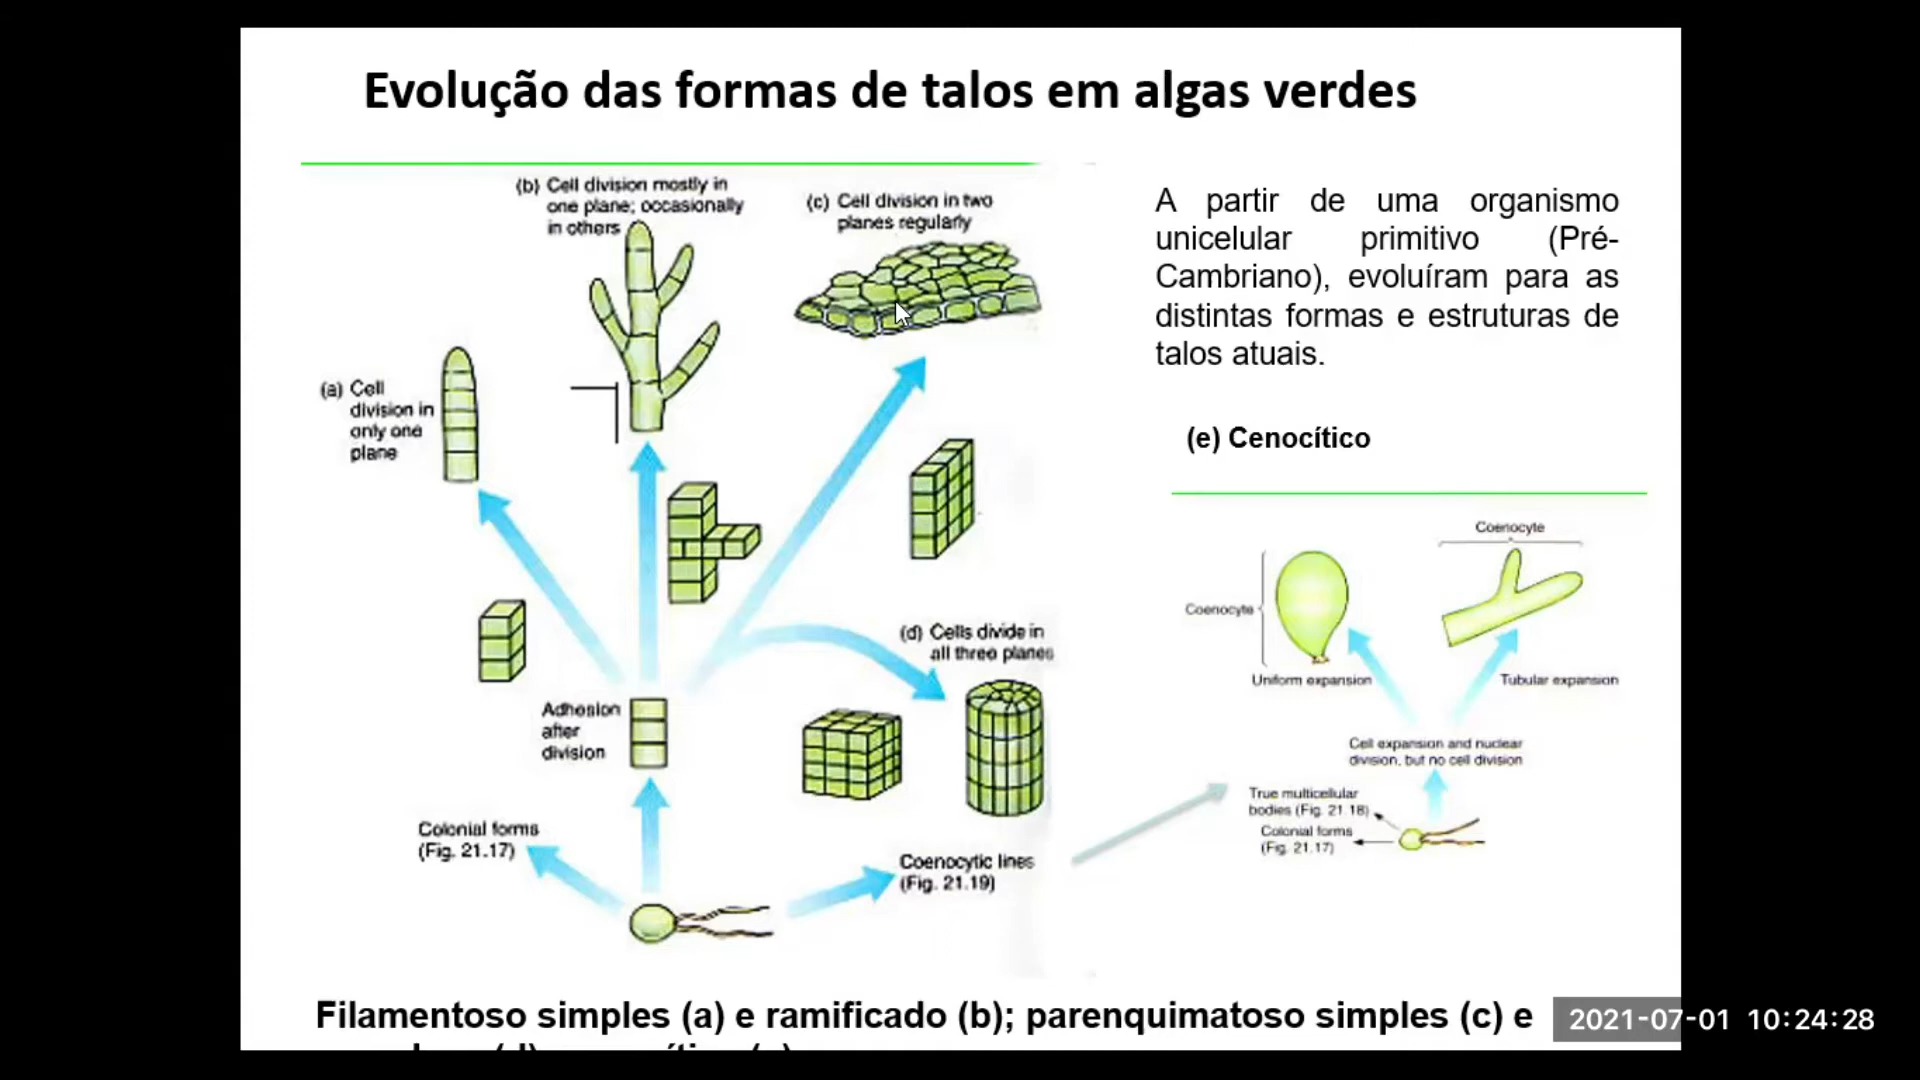 Evolução das formas de talos em algas verdes
(b) Cell division mostly in
one plane; occasionally
in others
(c) Cell division in two
planes regularly
(a) Cell
division in
only one
plane
(d) Cells divide in
all three planes
Adhesion
after
division
Colonial forms
(Fig. 21.17)
Coenocytic lines
(Fig. 21.19)
A partir de uma organismo
unicelular primitivo (Pré-
Cambriano), evoluíram para as
distintas formas e estruturas de
talos atuais.
(e) Cenocítico
Coenocyte
Coenocyte
Uniform expansion
Tubular expansion
Cell expansion and nuclear
division, but no cell division
True multicellular
bodies (Fig. 21.18)
Colonial forms
(Fig. 21.17)
Filamentoso simples (a) e ramificado (b); parenquimatoso simples (c) e
2021-07-01 10:24:28